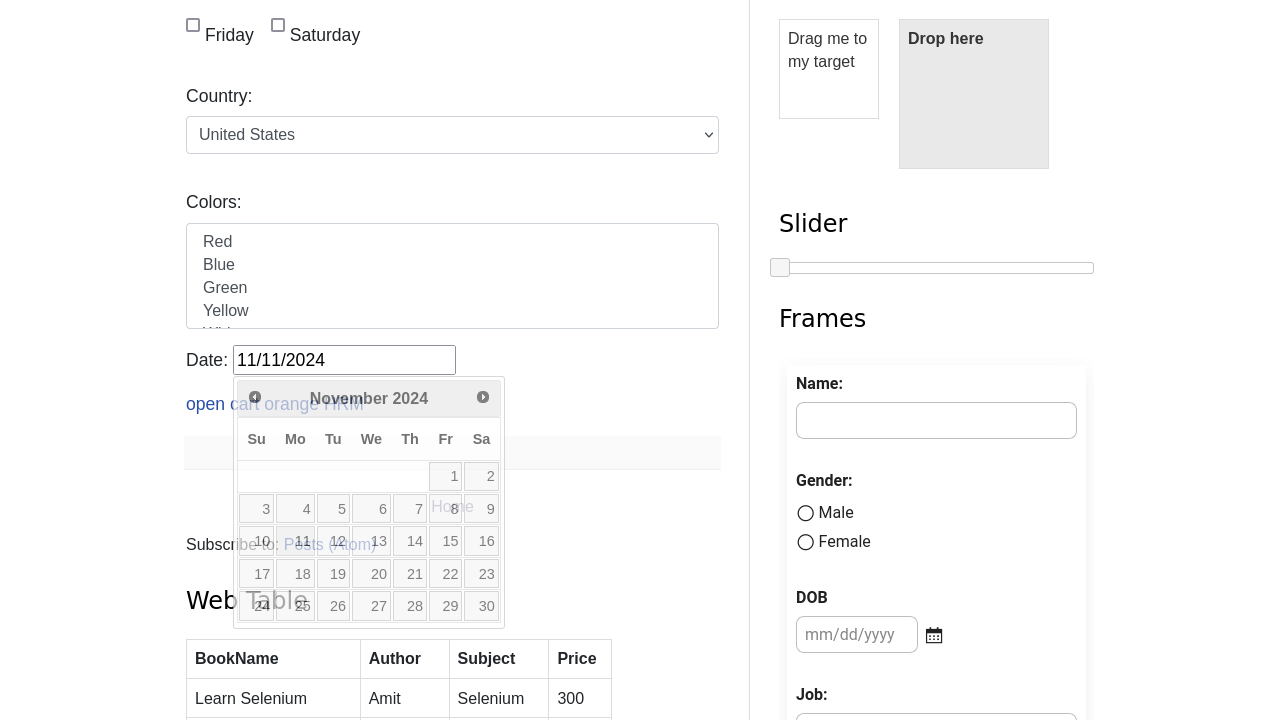 Friday Saturday
Country:
United States
Colors:
Red
Blue
Green
Yellow
Date: 11/11/2024
open cart orange HRM
November 2024
Su Mo Tu We Th Fr Sa
1 2
3 4 5 6 7 8 9
10 11 12 13 14 15 16
17 18 19 20 21 22 23
24 25 26 27 28 29 30
Home
Subscribe to: Posts (Atom)
Web Table
BookName Author Subject Price
Learn Selenium Amit Selenium 300
Drag me to
my target
Drop here
Slider
Frames
Name:
Gender:
Male
Female
DOB
mm/dd/yyyy
Job: